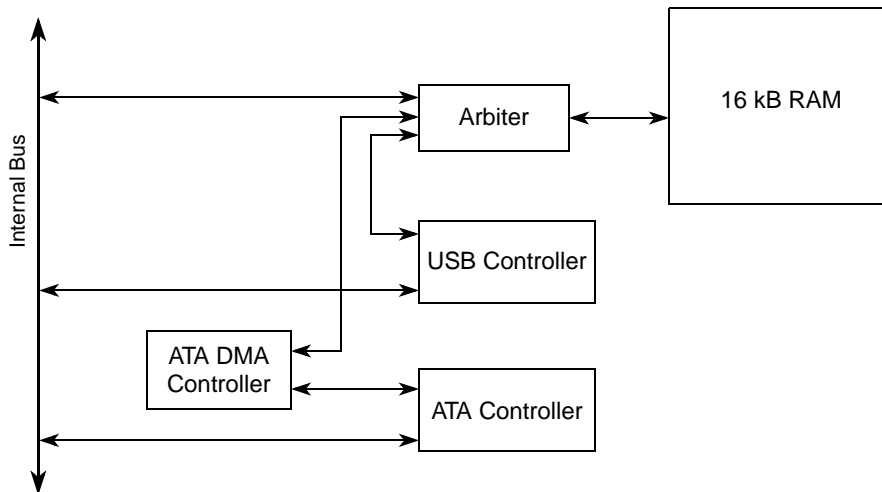 Internal Bus
Arbiter
16 kB RAM
USB Controller
ATA DMA
Controller
ATA Controller